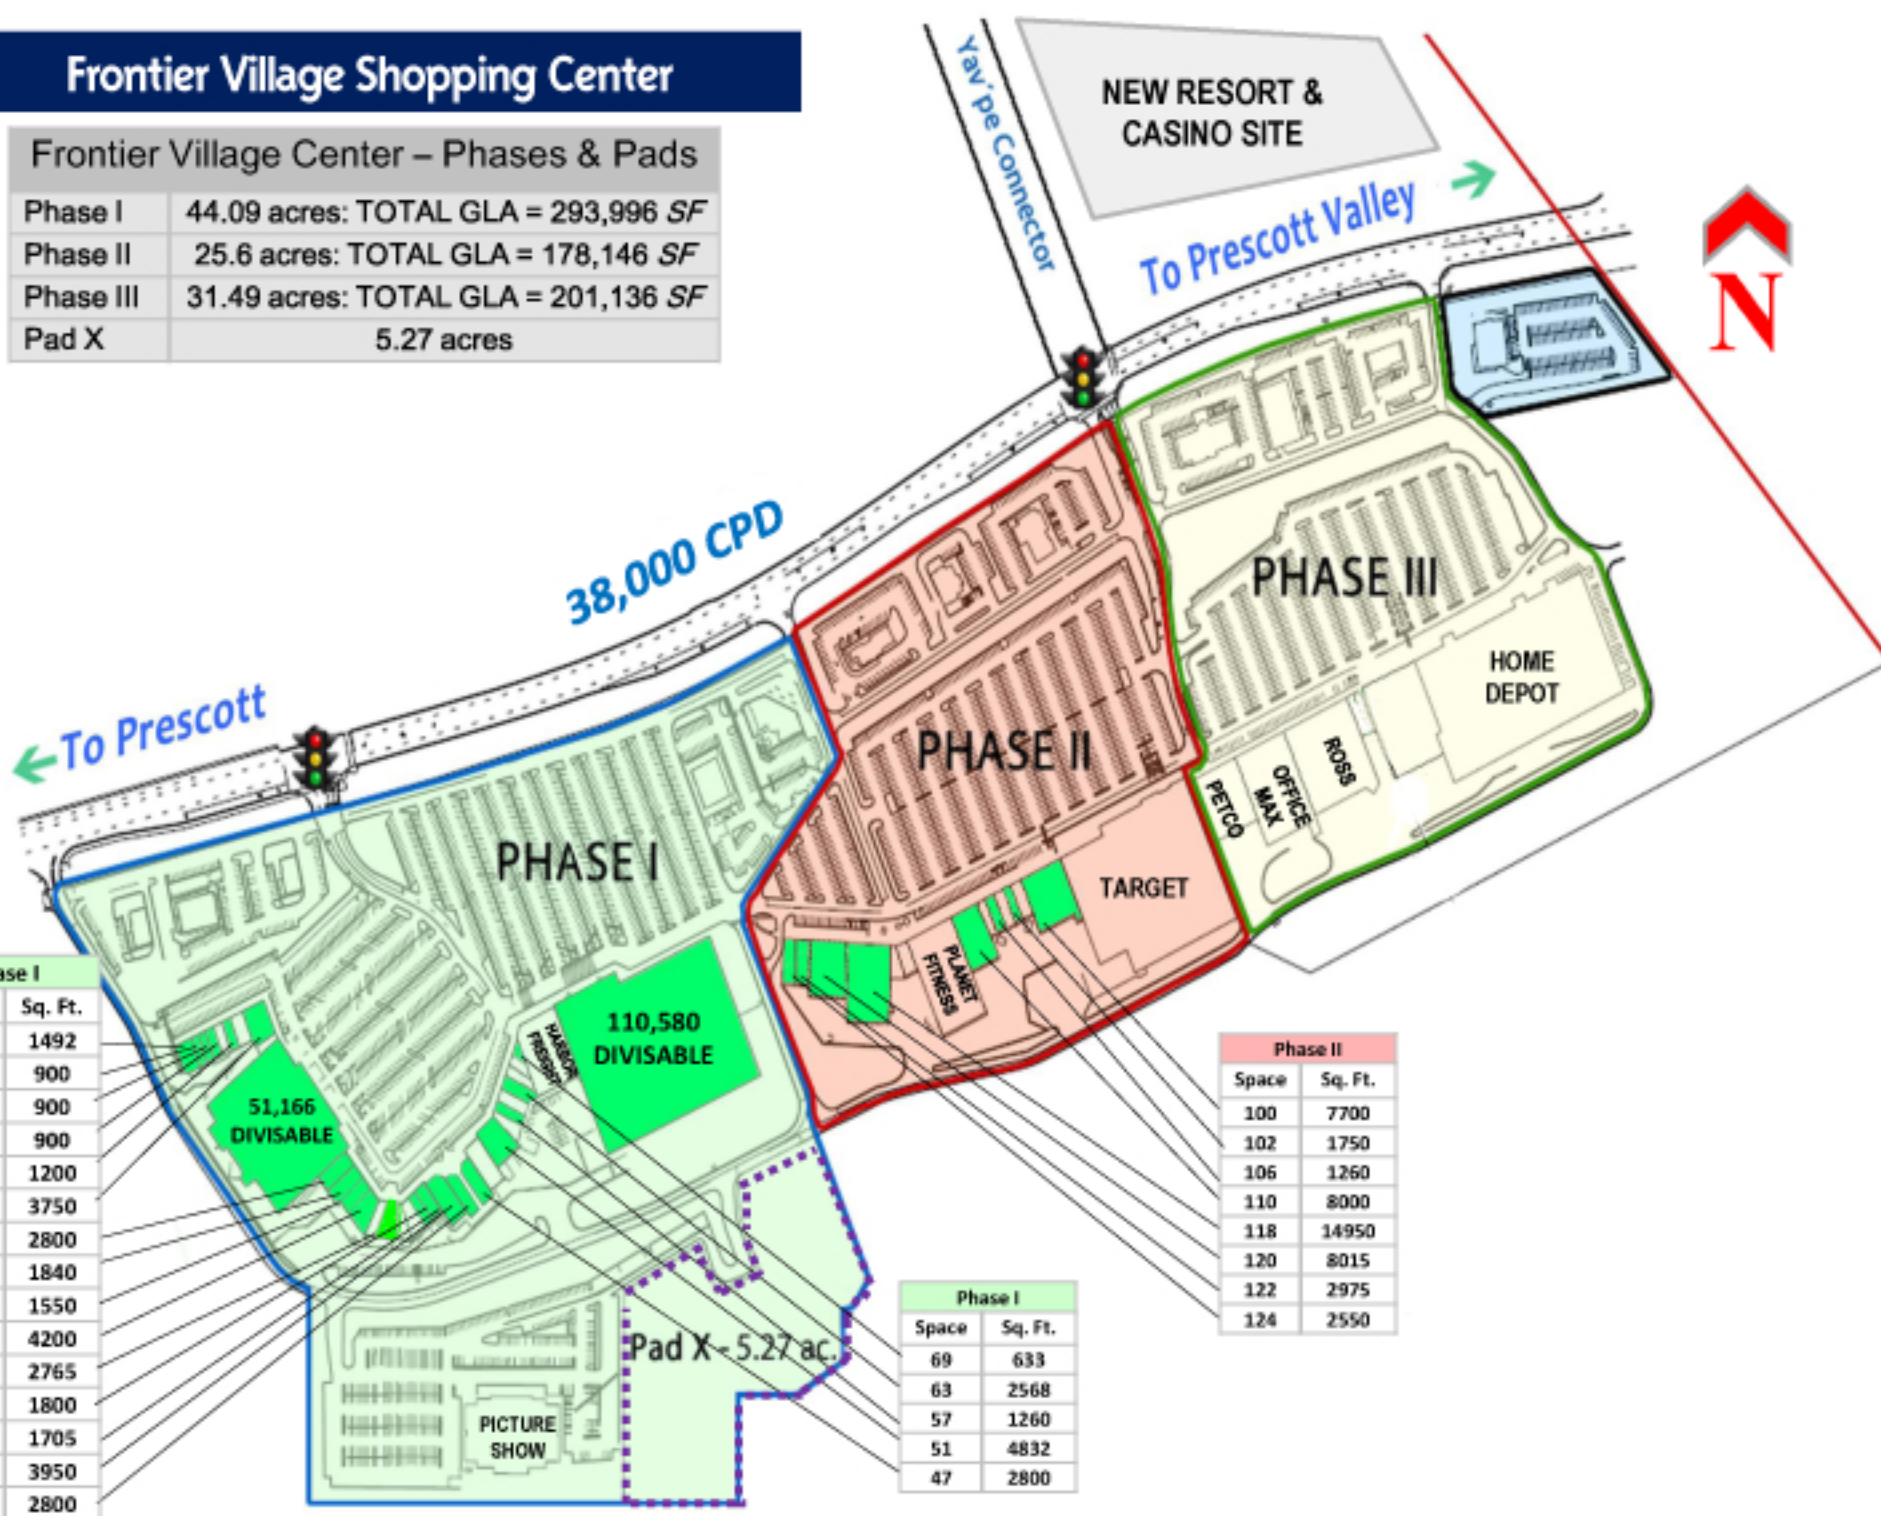 Frontier Village Shopping Center
Frontier Village Center – Phases & Pads
Phase I 44.09 acres: TOTAL GLA = 293,996 SF
Phase II 25.6 acres: TOTAL GLA = 178,146 SF
Phase III 31.49 acres: TOTAL GLA = 201,136 SF
Pad X 5.27 acres
Yav'pe Connector
NEW RESORT &
CASINO SITE
To Prescott Valley
N
38,000 CPD
To Prescott
PHASE III
HOME
DEPOT
ROSS
OFFICE
MAX
PETCO
PHASE II
TARGET
PLANET
FITNESS
PHASE I
110,580
DIVISABLE
HARBOR
FREIGHT
51,166
DIVISABLE
ase I
Sq. Ft.
1492
900
900
900
1200
3750
2800
1840
1550
4200
2765
1800
1705
3950
2800
Pad X - 5.27 ac.
PICTURE
SHOW
Phase I
Space Sq. Ft.
69 633
63 2568
57 1260
51 4832
47 2800
Phase II
Space Sq. Ft.
100 7700
102 1750
106 1260
110 8000
118 14950
120 8015
122 2975
124 2550